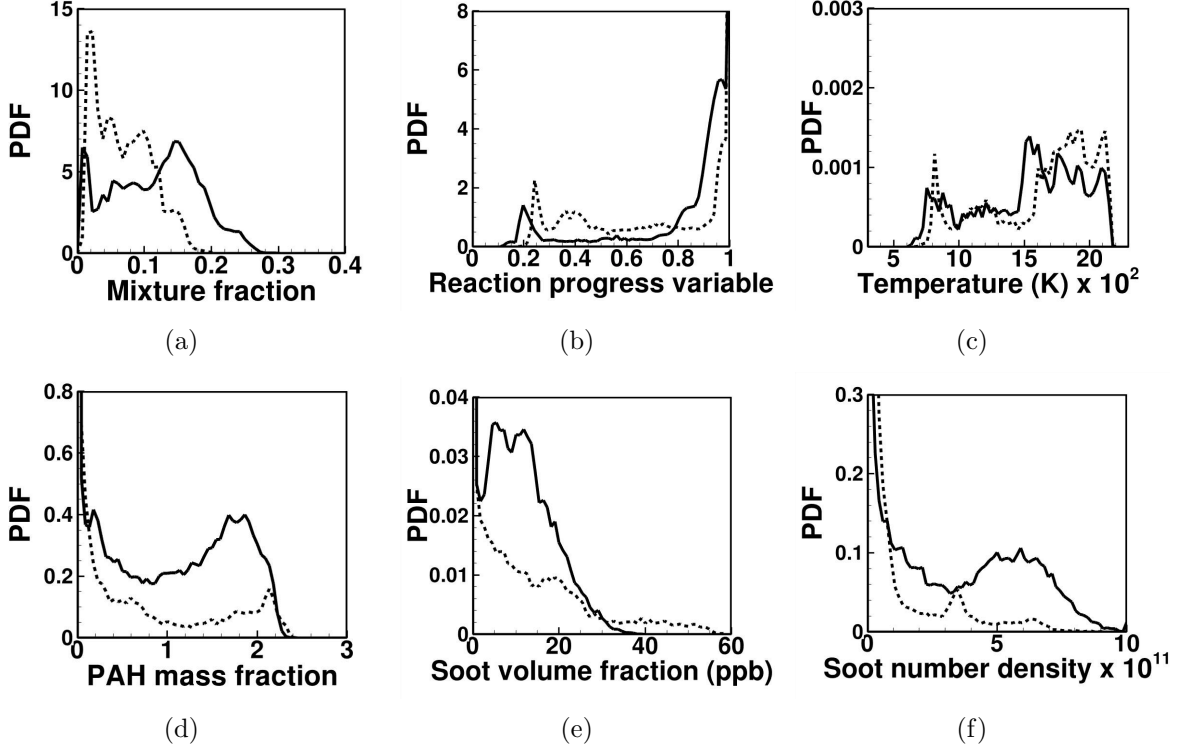 15
10
5
0
PDF
0 0.1 0.2 0.3 0.4
Mixture fraction
(a)
8
6
4
2
0
PDF
0 0.2 0.4 0.6 0.8 1
Reaction progress variable
(b)
0.003
0.002
0.001
0
PDF
5 10 15 20
Temperature (K) x 10²
(c)
0.8
0.6
0.4
0.2
0
PDF
0 1 2 3
PAH mass fraction
(d)
0.04
0.03
0.02
0.01
0
PDF
0 20 40 60
Soot volume fraction (ppb)
(e)
0.3
0.2
0.1
0
PDF
0 5 10
Soot number density x 10¹¹
(f)